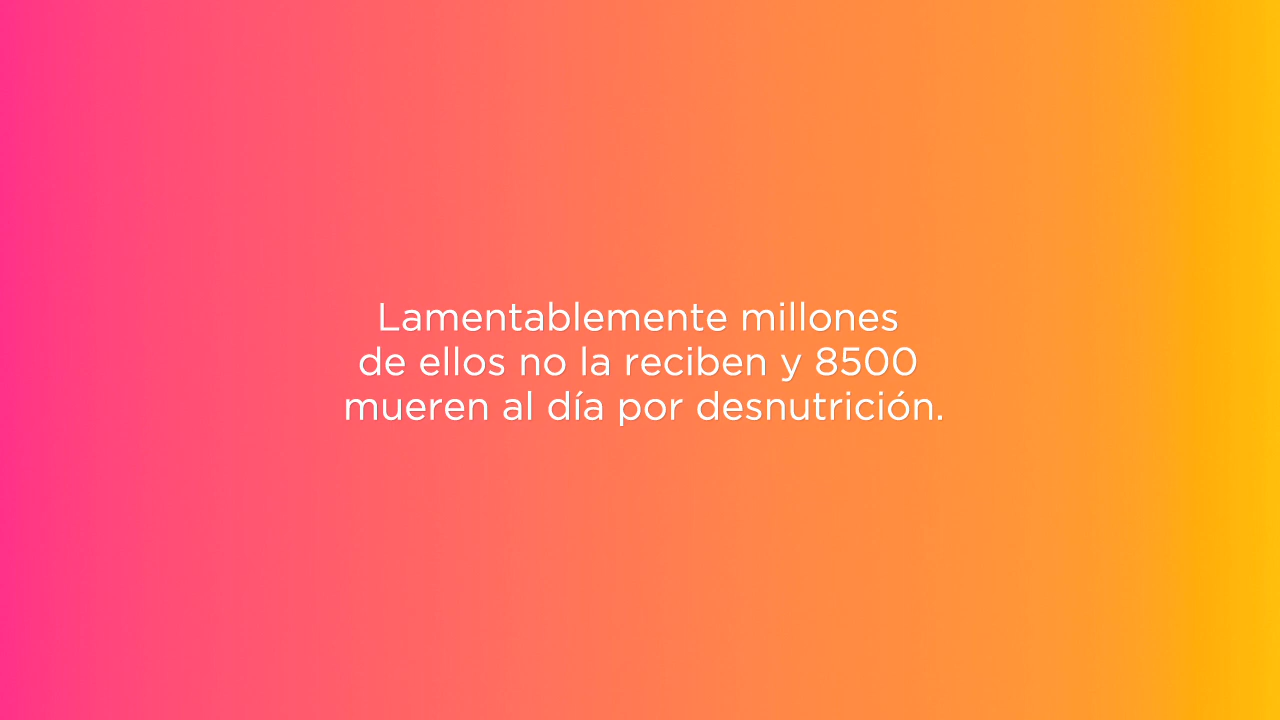 Lamentablemente millones
de ellos no la reciben y 8500
mueren al día por desnutrición.